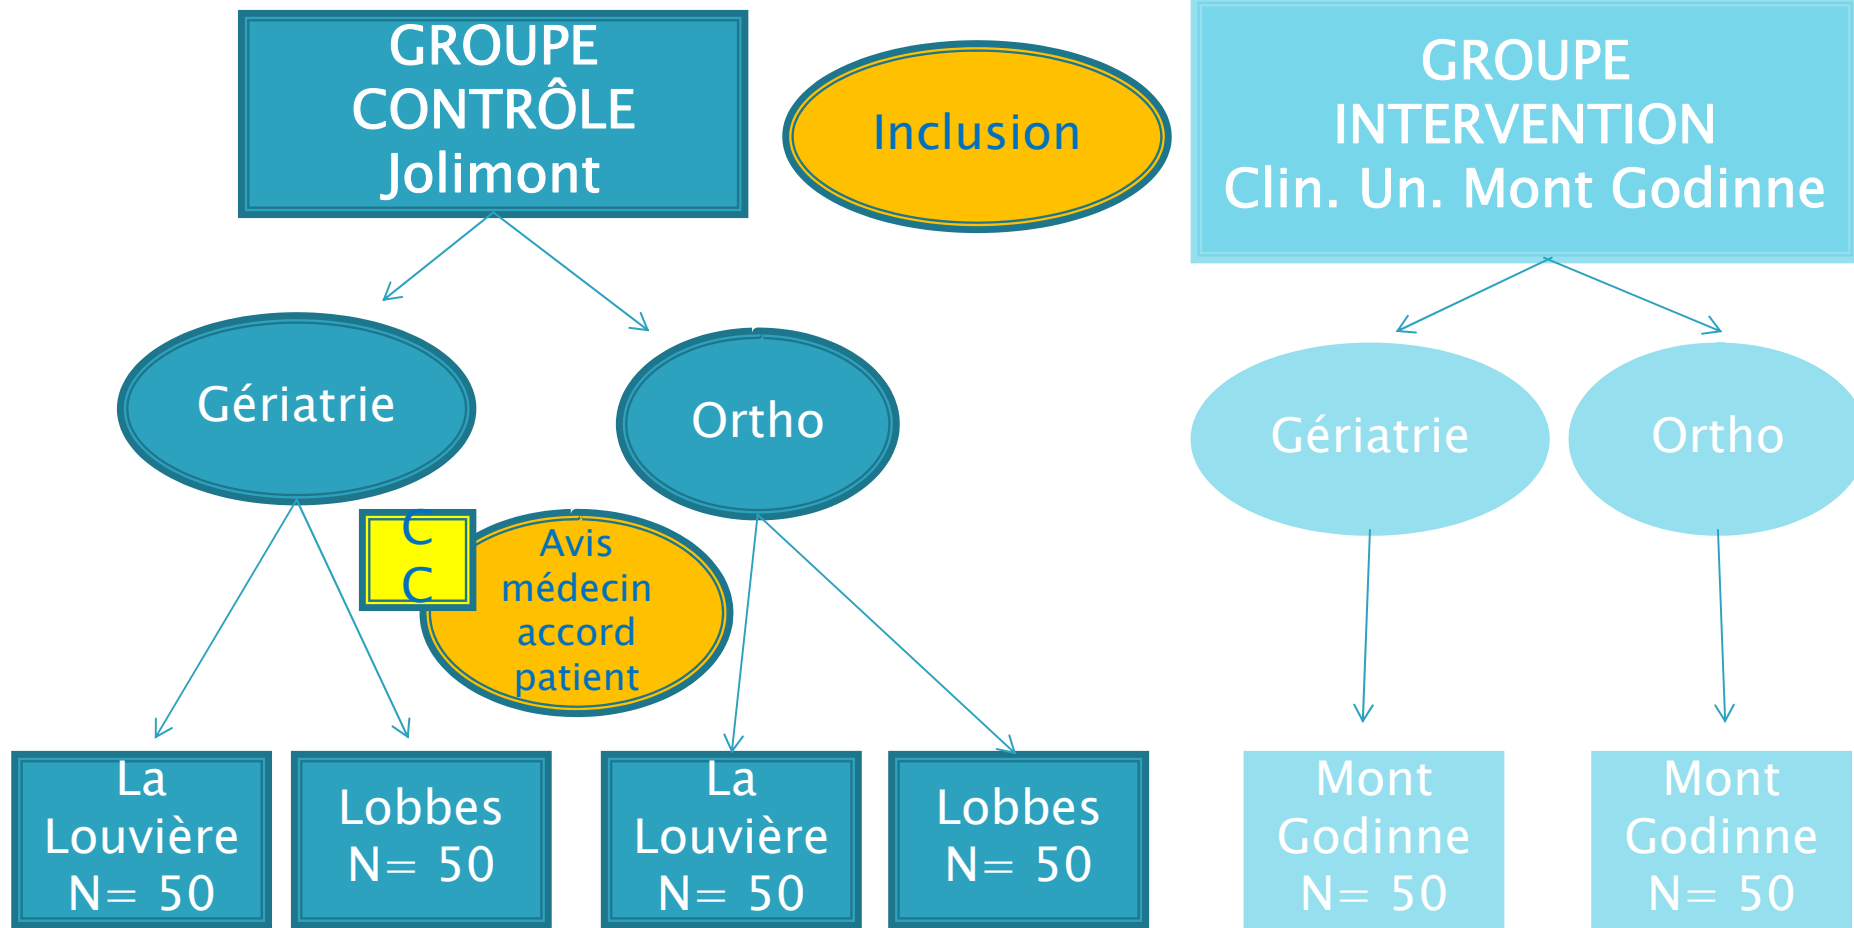 GROUPE
CONTRÔLE
Jolimont
Inclusion
GROUPE
INTERVENTION
Clin. Un. Mont Godinne
Gériatrie
Ortho
Gériatrie
Ortho
C
C
Avis
médecin
accord
patient
La
Louvière
N= 50
Lobbes
N= 50
La
Louvière
N= 50
Lobbes
N= 50
Mont
Godinne
N= 50
Mont
Godinne
N= 50